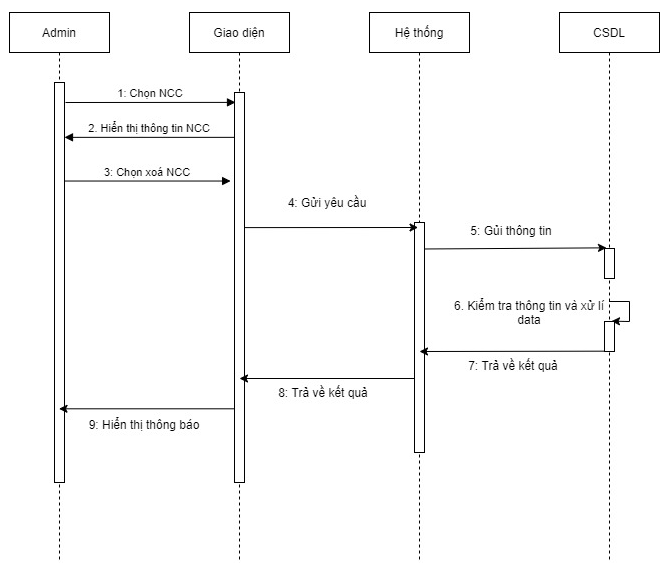 Admin
Giao diện
Hệ thống
CSDL
1: Chọn NCC
2. Hiển thị thông tin NCC
3: Chọn xoá NCC
4: Gửi yêu cầu
5: Gủi thông tin
6. Kiểm tra thông tin và xử lí
data
7: Trả về kết quả
8: Trả về kết quả
9: Hiển thị thông báo